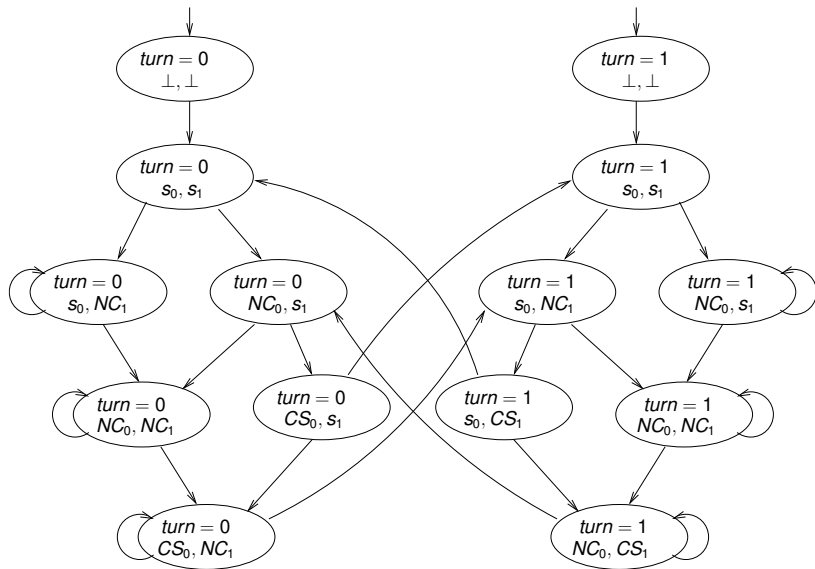 turn = 0
⊥, ⊥
turn = 1
⊥, ⊥
turn = 0
s₀, s₁
turn = 1
s₀, s₁
turn = 0
s₀, NC₁
turn = 0
NC₀, s₁
turn = 1
s₀, NC₁
turn = 1
NC₀, s₁
turn = 0
NC₀, NC₁
turn = 0
CS₀, s₁
turn = 1
s₀, CS₁
turn = 1
NC₀, NC₁
turn = 0
CS₀, NC₁
turn = 1
NC₀, CS₁